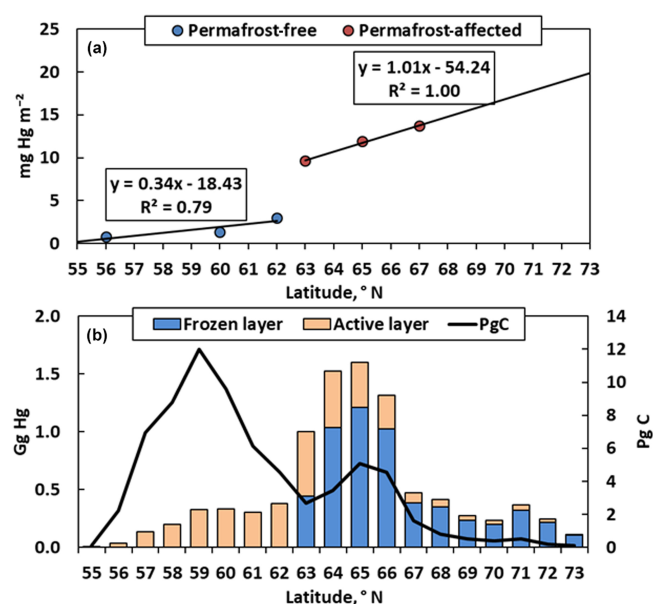 Permafrost-free Permafrost-affected
(a)
25
20
15
10
5
0
mg Hg m⁻²
y = 1.01x - 54.24
R² = 1.00
y = 0.34x - 18.43
R² = 0.79
55 56 57 58 59 60 61 62 63 64 65 66 67 68 69 70 71 72 73
Latitude, ° N
Frozen layer Active layer PgC
(b)
2.0
1.5
1.0
0.5
0.0
Gg Hg
14
12
10
8
6
4
2
0
Pg C
55 56 57 58 59 60 61 62 63 64 65 66 67 68 69 70 71 72 73
Latitude, ° N